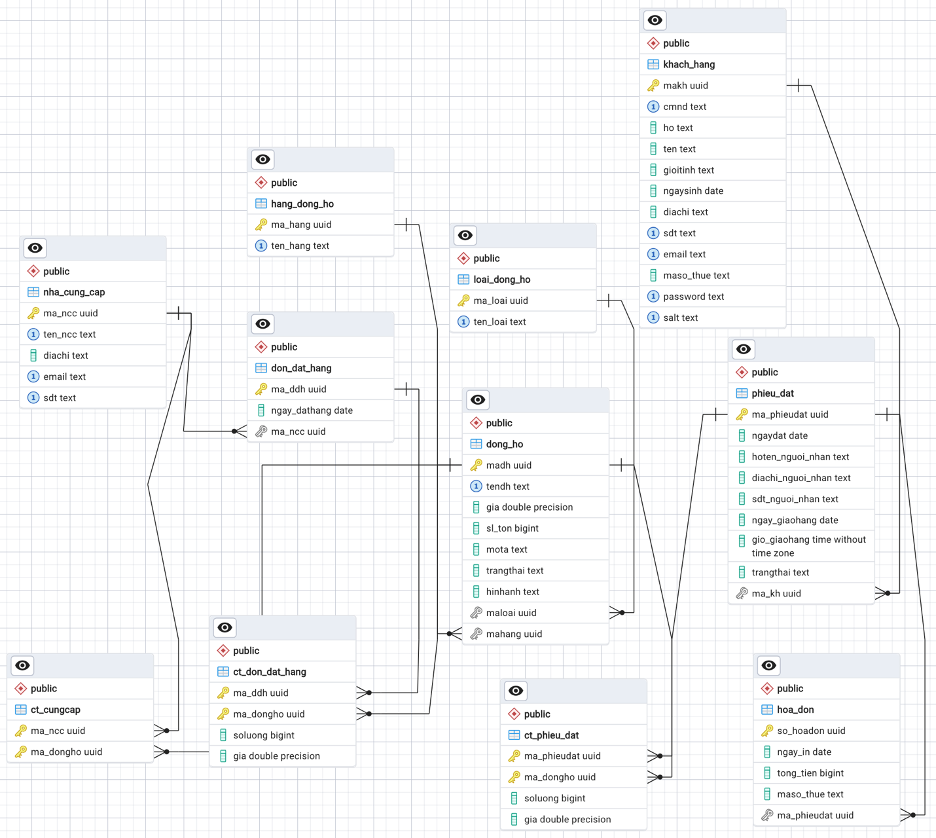 public
khach_hang
makh uuid
cmnd text
ho text
ten text
gioitinh text
ngaysinh date
diachi text
sdt text
email text
maso_thue text
password text
salt text
public
hang_dong_ho
ma_hang uuid
ten_hang text
public
loai_dong_ho
ma_loai uuid
ten_loai text
public
nha_cung_cap
ma_ncc uuid
ten_ncc text
diachi text
email text
sdt text
public
don_dat_hang
ma_ddh uuid
ngay_dathang date
ma_ncc uuid
public
phieu_dat
ma_phieudat uuid
ngaydat date
hoten_nguoi_nhan text
diachi_nguoi_nhan text
sdt_nguoi_nhan text
ngay_giaohang date
gio_giaohang time without
time zone
trangthai text
ma_kh uuid
public
dong_ho
madh uuid
tendh text
gia double precision
sl_ton bigint
mota text
trangthai text
hinhanh text
maloai uuid
mahang uuid
public
ct_cungcap
ma_ncc uuid
ma_dongho uuid
public
ct_don_dat_hang
ma_ddh uuid
ma_dongho uuid
soluong bigint
gia double precision
public
ct_phieu_dat
ma_phieudat uuid
ma_dongho uuid
soluong bigint
gia double precision
public
hoa_don
so_hoadon uuid
ngay_in date
tong_tien bigint
maso_thue text
ma_phieudat uuid